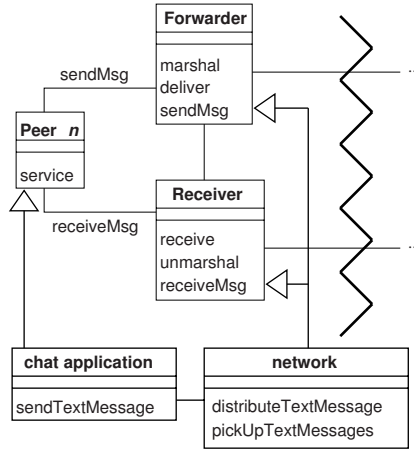 Forwarder
marshal
deliver
sendMsg
sendMsg
Peer n
service
receiveMsg
Receiver
receive
unmarshal
receiveMsg
chat application
sendTextMessage
network
distributeTextMessage
pickUpTextMessages